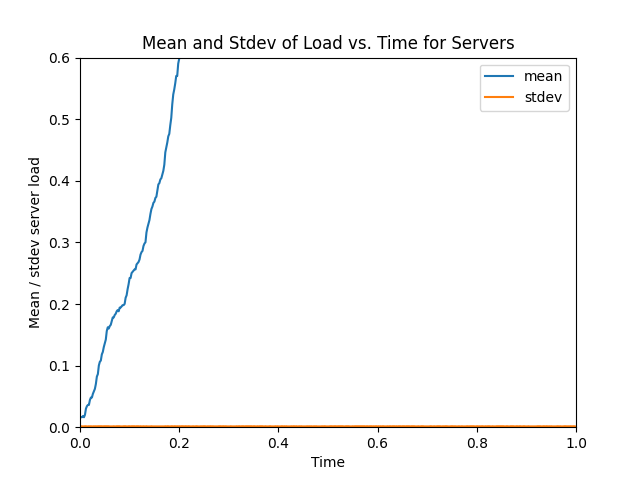 Mean and Stdev of Load vs. Time for Servers
mean
stdev
Mean / stdev server load
0.6
0.5
0.4
0.3
0.2
0.1
0.0
0.0 0.2 0.4 0.6 0.8 1.0
Time